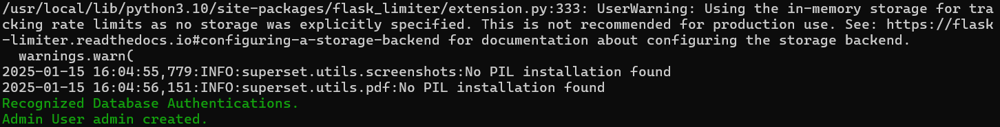 /usr/local/lib/python3.10/site-packages/flask_limiter/extension.py:333: UserWarning: Using the in-memory storage for tra
cking rate limits as no storage was explicitly specified. This is not recommended for production use. See: https://flask
-limiter.readthedocs.io#configuring-a-storage-backend for documentation about configuring the storage backend.
  warnings.warn(
2025-01-15 16:04:55,779:INFO:superset.utils.screenshots:No PIL installation found
2025-01-15 16:04:56,151:INFO:superset.utils.pdf:No PIL installation found
Recognized Database Authentications.
Admin User admin created.